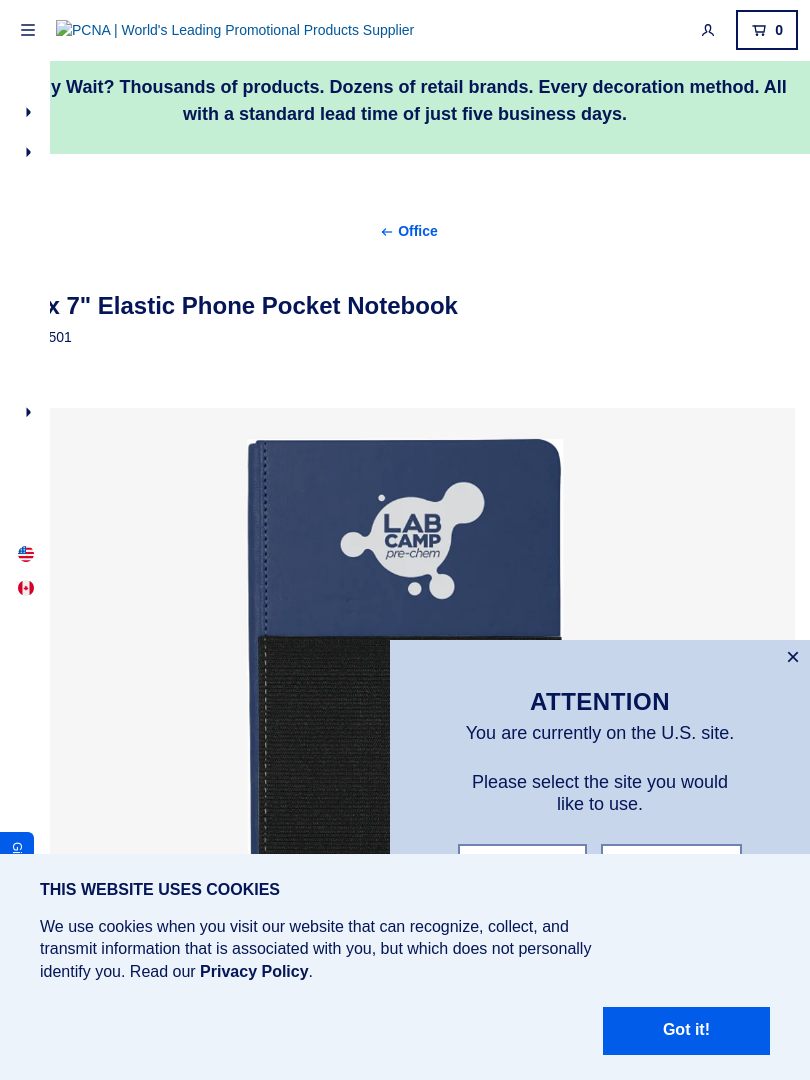 PCNA | World's Leading Promotional Products Supplier
0
Wait? Thousands of products. Dozens of retail brands. Every decoration method. All
with a standard lead time of just five business days.
← Office
x 7" Elastic Phone Pocket Notebook
501
LAB
CAMP
pre-chem
×
ATTENTION
You are currently on the U.S. site.
Please select the site you would
like to use.
THIS WEBSITE USES COOKIES
We use cookies when you visit our website that can recognize, collect, and
transmit information that is associated with you, but which does not personally
identify you. Read our Privacy Policy.
Got it!